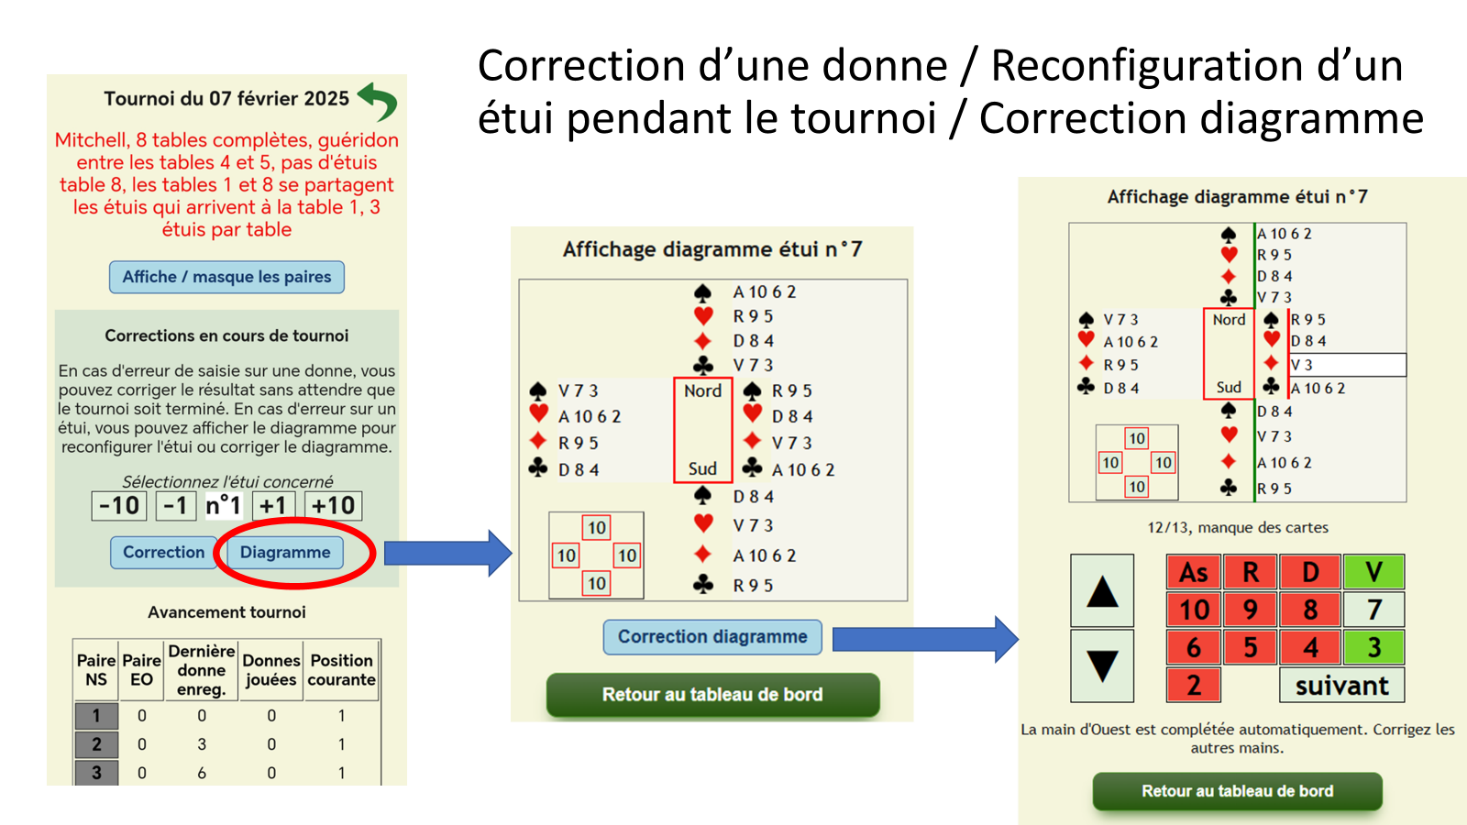 Correction d’une donne / Reconfiguration d’un
étui pendant le tournoi / Correction diagramme
Tournoi du 07 février 2025
Mitchell, 8 tables complètes, guéridon
entre les tables 4 et 5, pas d'étuis
table 8, les tables 1 et 8 se partagent
les étuis qui arrivent à la table 1, 3
étuis par table
Affiche / masque les paires
Corrections en cours de tournoi
En cas d'erreur de saisie sur une donne, vous
pouvez corriger le résultat sans attendre que
le tournoi soit terminé. En cas d'erreur sur un
étui, vous pouvez afficher le diagramme pour
reconfigurer l'étui ou corriger le diagramme.
Sélectionnez l'étui concerné
-10 -1 n°1 +1 +10
Correction Diagramme
Avancement tournoi
Paire NS Paire EO Dernière donne enreg. Donnes jouées Position courante
1 0 0 0 1
2 0 3 0 1
3 0 6 0 1
Affichage diagramme étui n°7
♠ A 10 6 2
♥ R 9 5
♦ D 8 4
♣ V 7 3
♠ V 7 3 Nord ♠ R 9 5
♥ A 10 6 2 ♥ D 8 4
♦ R 9 5 ♦ V 7 3
♣ D 8 4 Sud ♣ A 10 6 2
♠ D 8 4
10 ♥ V 7 3
10 10 ♦ A 10 6 2
10 ♣ R 9 5
Correction diagramme
Retour au tableau de bord
Affichage diagramme étui n°7
♠ A 10 6 2
♥ R 9 5
♦ D 8 4
♣ V 7 3
♠ V 7 3 Nord ♠ R 9 5
♥ A 10 6 2 ♥ D 8 4
♦ R 9 5 ♦ V 3
♣ D 8 4 Sud ♣ A 10 6 2
♠ D 8 4
10 ♥ V 7 3
10 10 ♦ A 10 6 2
10 ♣ R 9 5
12/13, manque des cartes
▲ As R D V
10 9 8 7
▼ 6 5 4 3
2 suivant
La main d'Ouest est complétée automatiquement. Corrigez les
autres mains.
Retour au tableau de bord